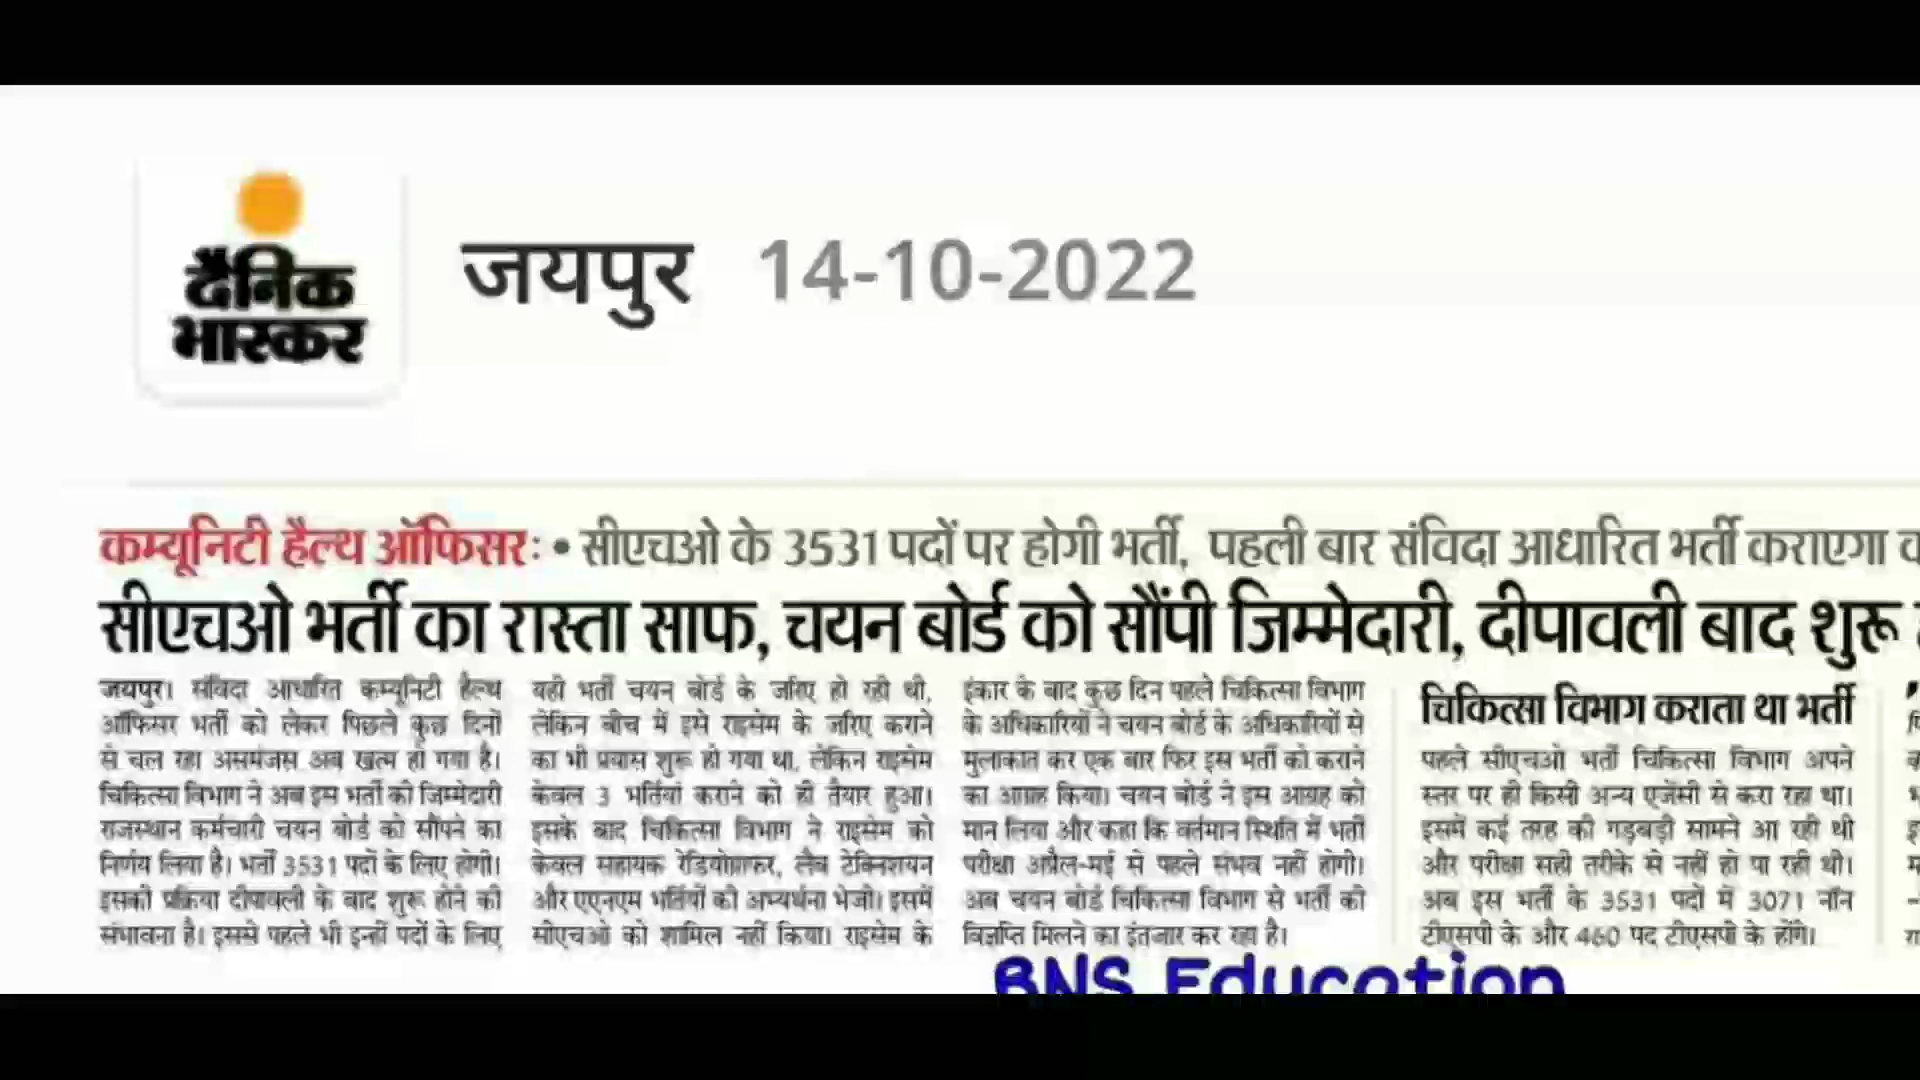 दैनिक
भास्कर
जयपुर 14-10-2022
कम्यूनिटी हैल्थ ऑफिसर: • सीएचओ के 3531 पदों पर होगी भर्ती, पहली बार संविदा आधारित भर्ती कराएगा
सीएचओ भर्ती का रास्ता साफ, चयन बोर्ड को सौंपी जिम्मेदारी, दीपावली बाद शुरू
जयपुर। संविदा आधारित कम्यूनिटी हैल्थ
ऑफिसर भर्ती को लेकर पिछले कुछ दिनों
से चल रहा असमंजस अब खत्म हो गया है।
चिकित्सा विभाग ने अब इस भर्ती की जिम्मेदारी
राजस्थान कर्मचारी चयन बोर्ड को सौंपने का
निर्णय लिया है। भर्ती 3531 पदों के लिए होगी।
इसकी प्रक्रिया दीपावली के बाद शुरू होने की
संभावना है। इससे पहले भी इन्हीं पदों के लिए
यही भर्ती चयन बोर्ड के जरिए हो रही थी,
लेकिन बीच में इसे राइसेम के जरिए कराने
का भी प्रयास शुरू हो गया था, लेकिन राइसेम
केवल 3 भर्तियां कराने को ही तैयार हुआ।
इसके बाद चिकित्सा विभाग ने राइसेम को
केवल सहायक रेडियोग्राफर, लैब टेक्निशयन
और एएनएम भर्तियों की अभ्यर्थना भेजी। इसमें
सीएचओ को शामिल नहीं किया। राइसेम के
इंकार के बाद कुछ दिन पहले चिकित्सा विभाग
के अधिकारियों ने चयन बोर्ड के अधिकारियों से
मुलाकात कर एक बार फिर इस भर्ती को कराने
का आग्रह किया। चयन बोर्ड ने इस आग्रह को
मान लिया और कहा कि वर्तमान स्थिति में भर्ती
परीक्षा अप्रैल-मई से पहले संभव नहीं होगी।
अब चयन बोर्ड चिकित्सा विभाग से भर्ती की
विज्ञप्ति मिलने का इंतजार कर रहा है।
चिकित्सा विभाग कराता था भर्ती
पहले सीएचओ भर्ती चिकित्सा विभाग अपने
स्तर पर ही किसी अन्य एजेंसी से करा रहा था।
इसमें कई तरह की गड़बड़ी सामने आ रही थी
और परीक्षा सही तरीके से नहीं हो पा रही थी।
अब इस भर्ती के 3531 पदों में 3071 नॉन
टीएसपी के और 460 पद टीएसपी के होंगे।
BNS Education